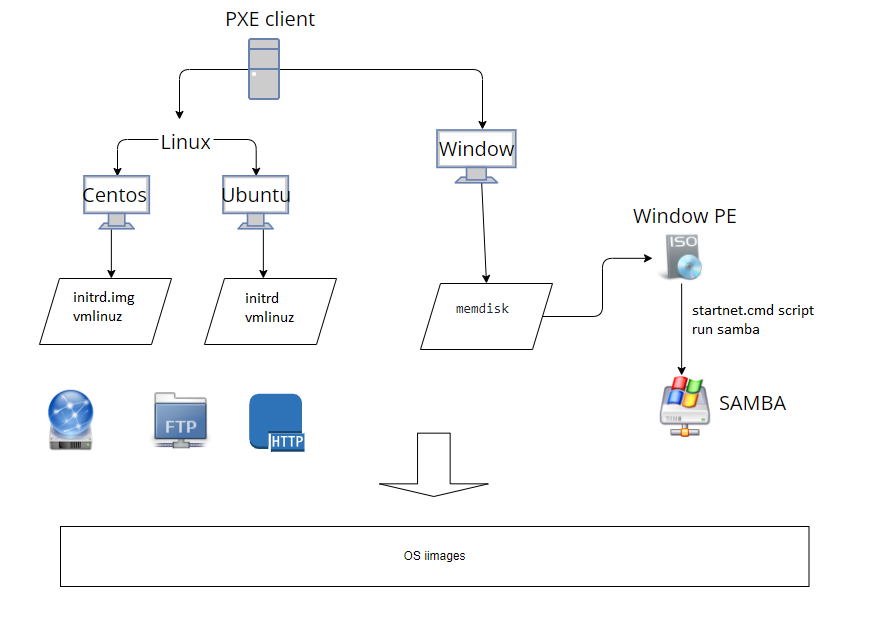 PXE client
Linux
Window
Centos
Ubuntu
Window PE
ISO
initrd.img
vmlinuz
initrd
vmlinuz
memdisk
startnet.cmd script
run samba
FTP
HTTP
SAMBA
OS iimages